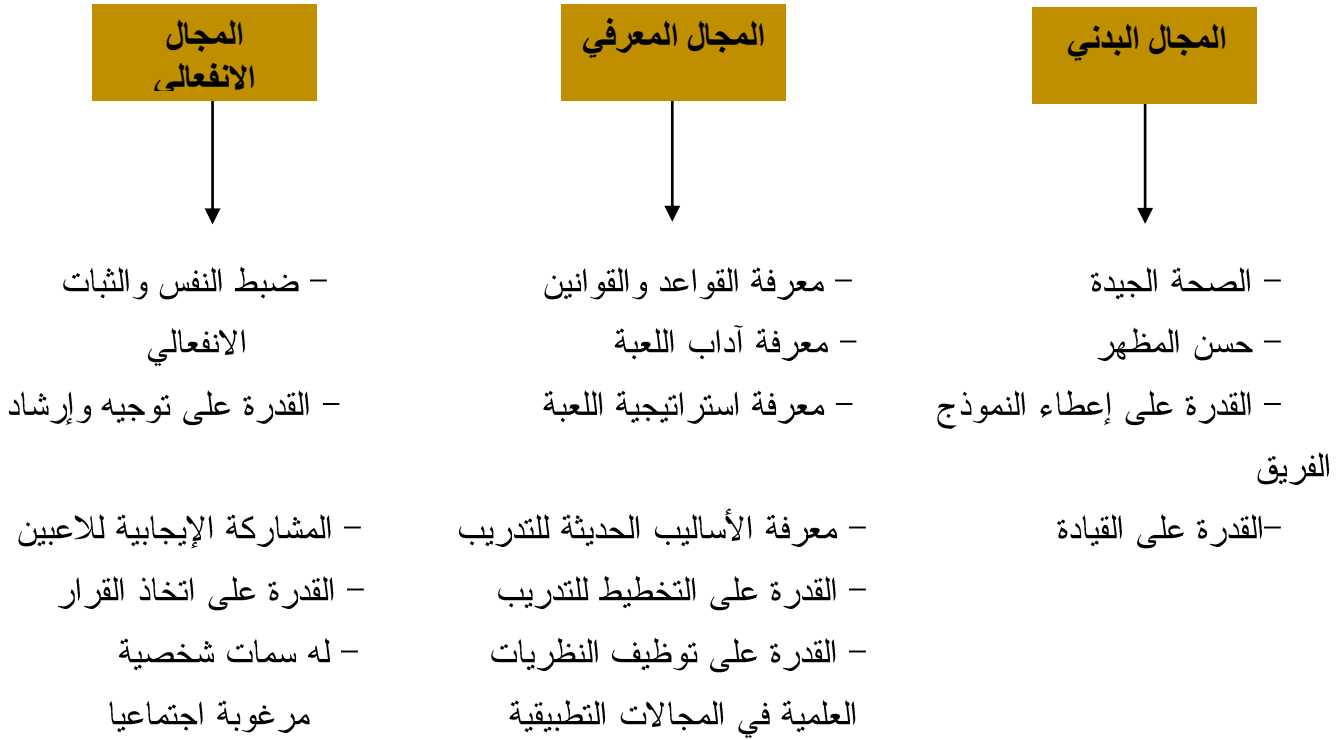 المجال البدني
المجال المعرفي
المجال
الانفعالي
– الصحة الجيدة – معرفة القواعد والقوانين – ضبط النفس والثبات
– حسن المظهر – معرفة آداب اللعبة الانفعالي
– القدرة على إعطاء النموذج – معرفة استراتيجية اللعبة – القدرة على توجيه وإرشاد
الفريق
–القدرة على القيادة – معرفة الأساليب الحديثة للتدريب – المشاركة الإيجابية للاعبين
– القدرة على التخطيط للتدريب – القدرة على اتخاذ القرار
– القدرة على توظيف النظريات – له سمات شخصية
العلمية في المجالات التطبيقية مرغوبة اجتماعيا